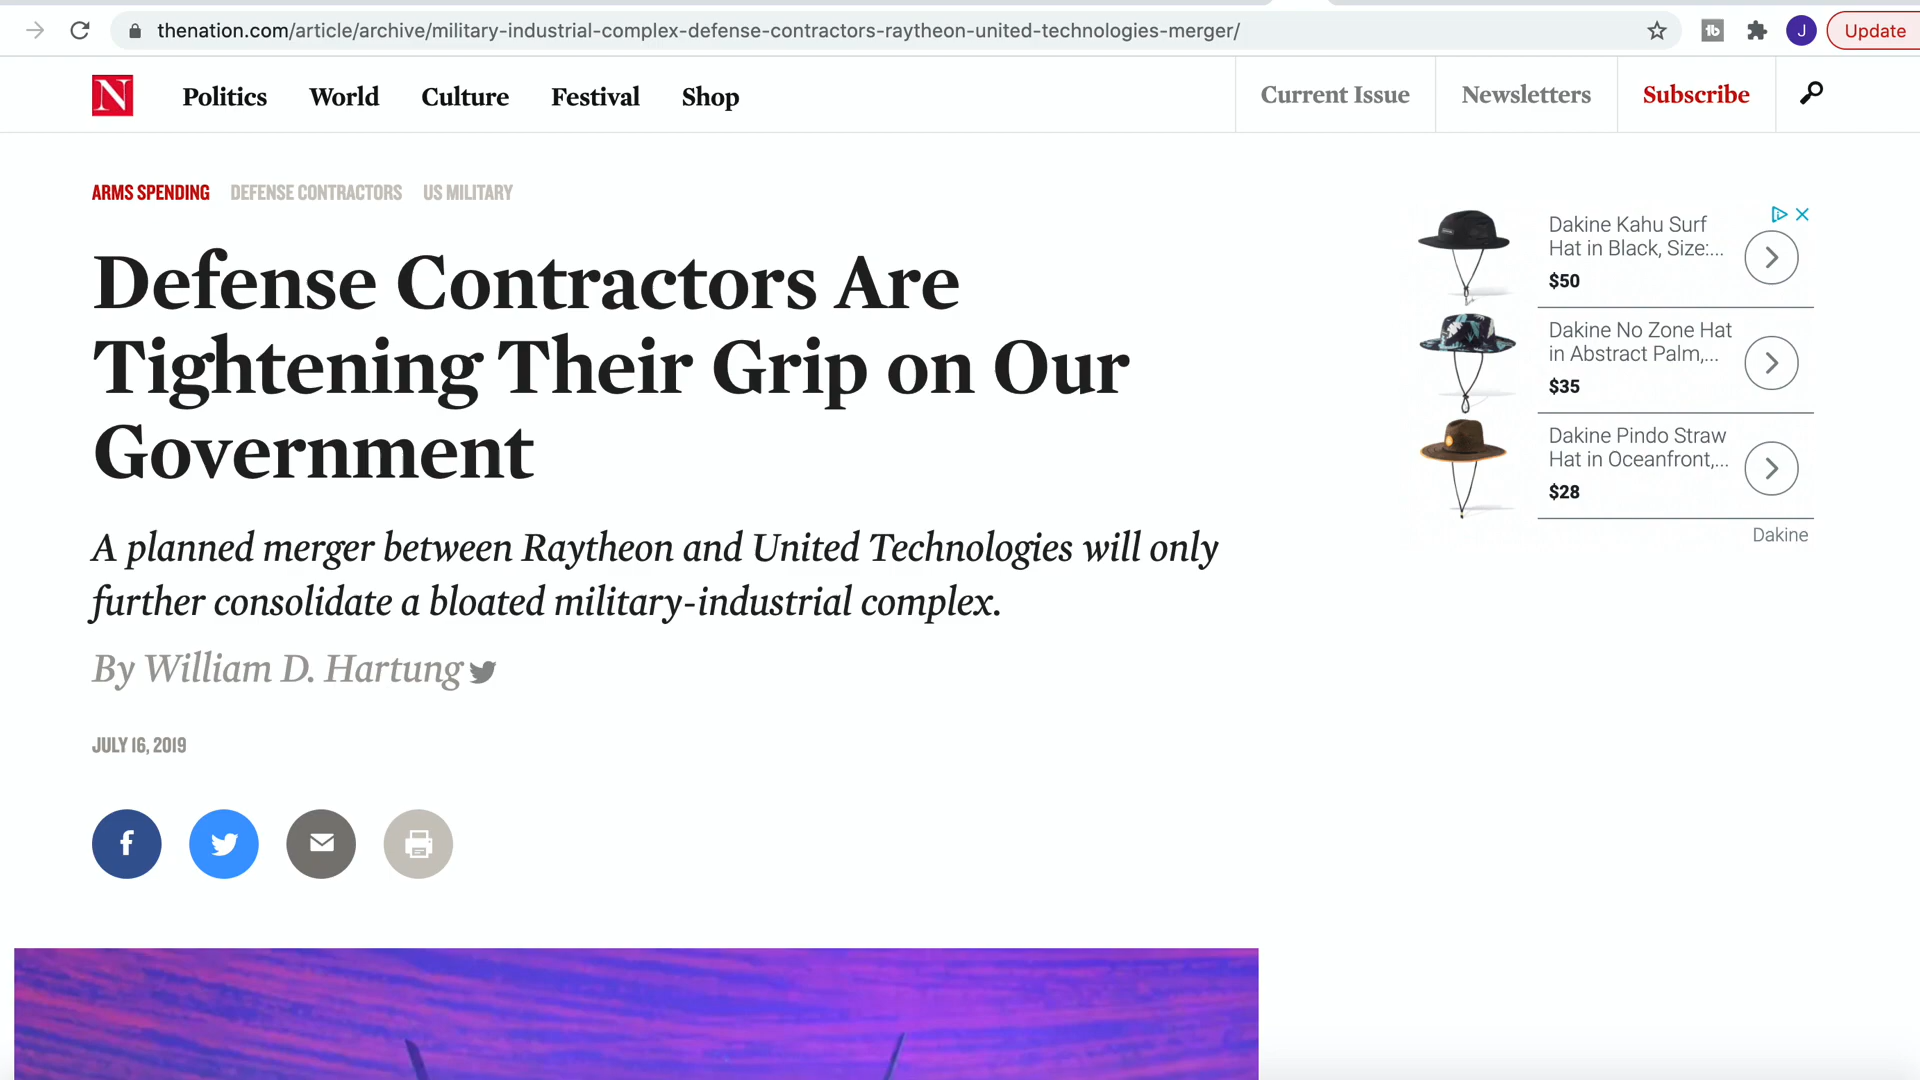 thenation.com/article/archive/military-industrial-complex-defense-contractors-raytheon-united-technologies-merger/
tb
J
Update
N
Politics
World
Culture
Festival
Shop
Current Issue
Newsletters
Subscribe
ARMS SPENDING
DEFENSE CONTRACTORS
US MILITARY
Defense Contractors Are
Tightening Their Grip on Our
Government
A planned merger between Raytheon and United Technologies will only
further consolidate a bloated military-industrial complex.
By William D. Hartung
JULY 16, 2019
f
Dakine Kahu Surf
Hat in Black, Size:...
$50
Dakine No Zone Hat
in Abstract Palm,...
$35
Dakine Pindo Straw
Hat in Oceanfront,...
$28
Dakine